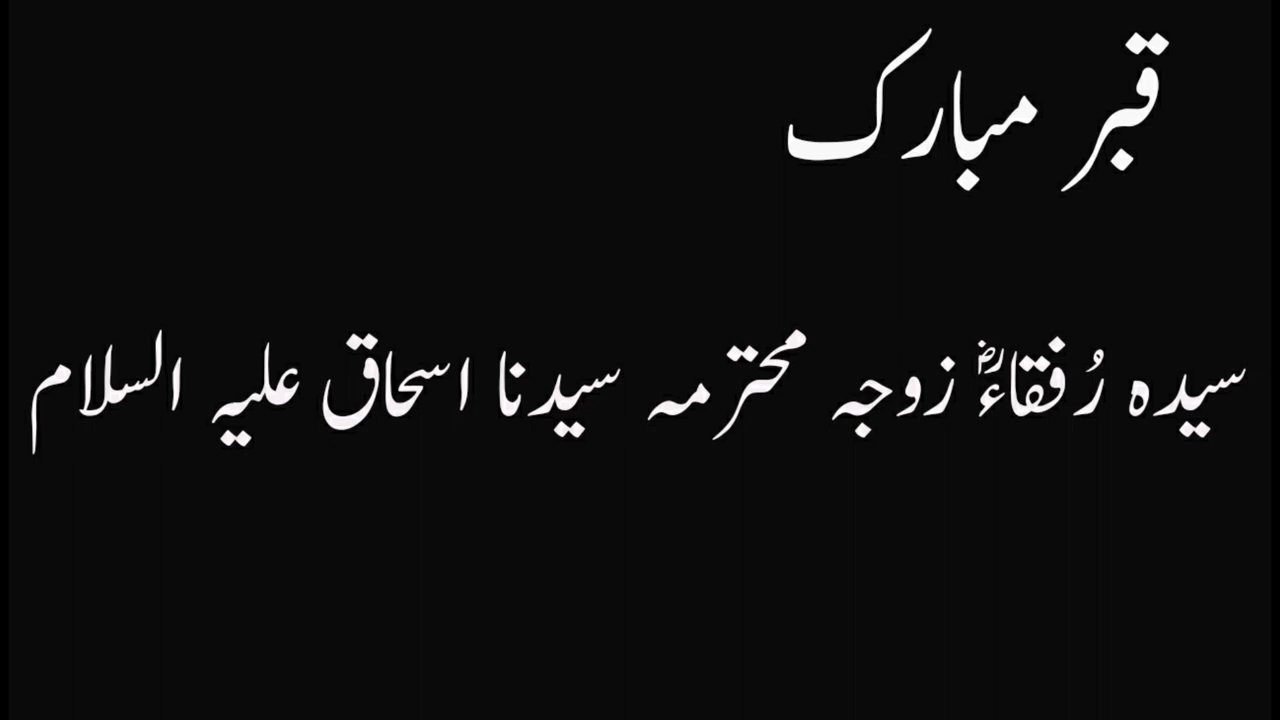 قبر مبارک
سیدہ رُفقاءؓ زوجہ محترمہ سیدنا اسحاق علیہ السلام